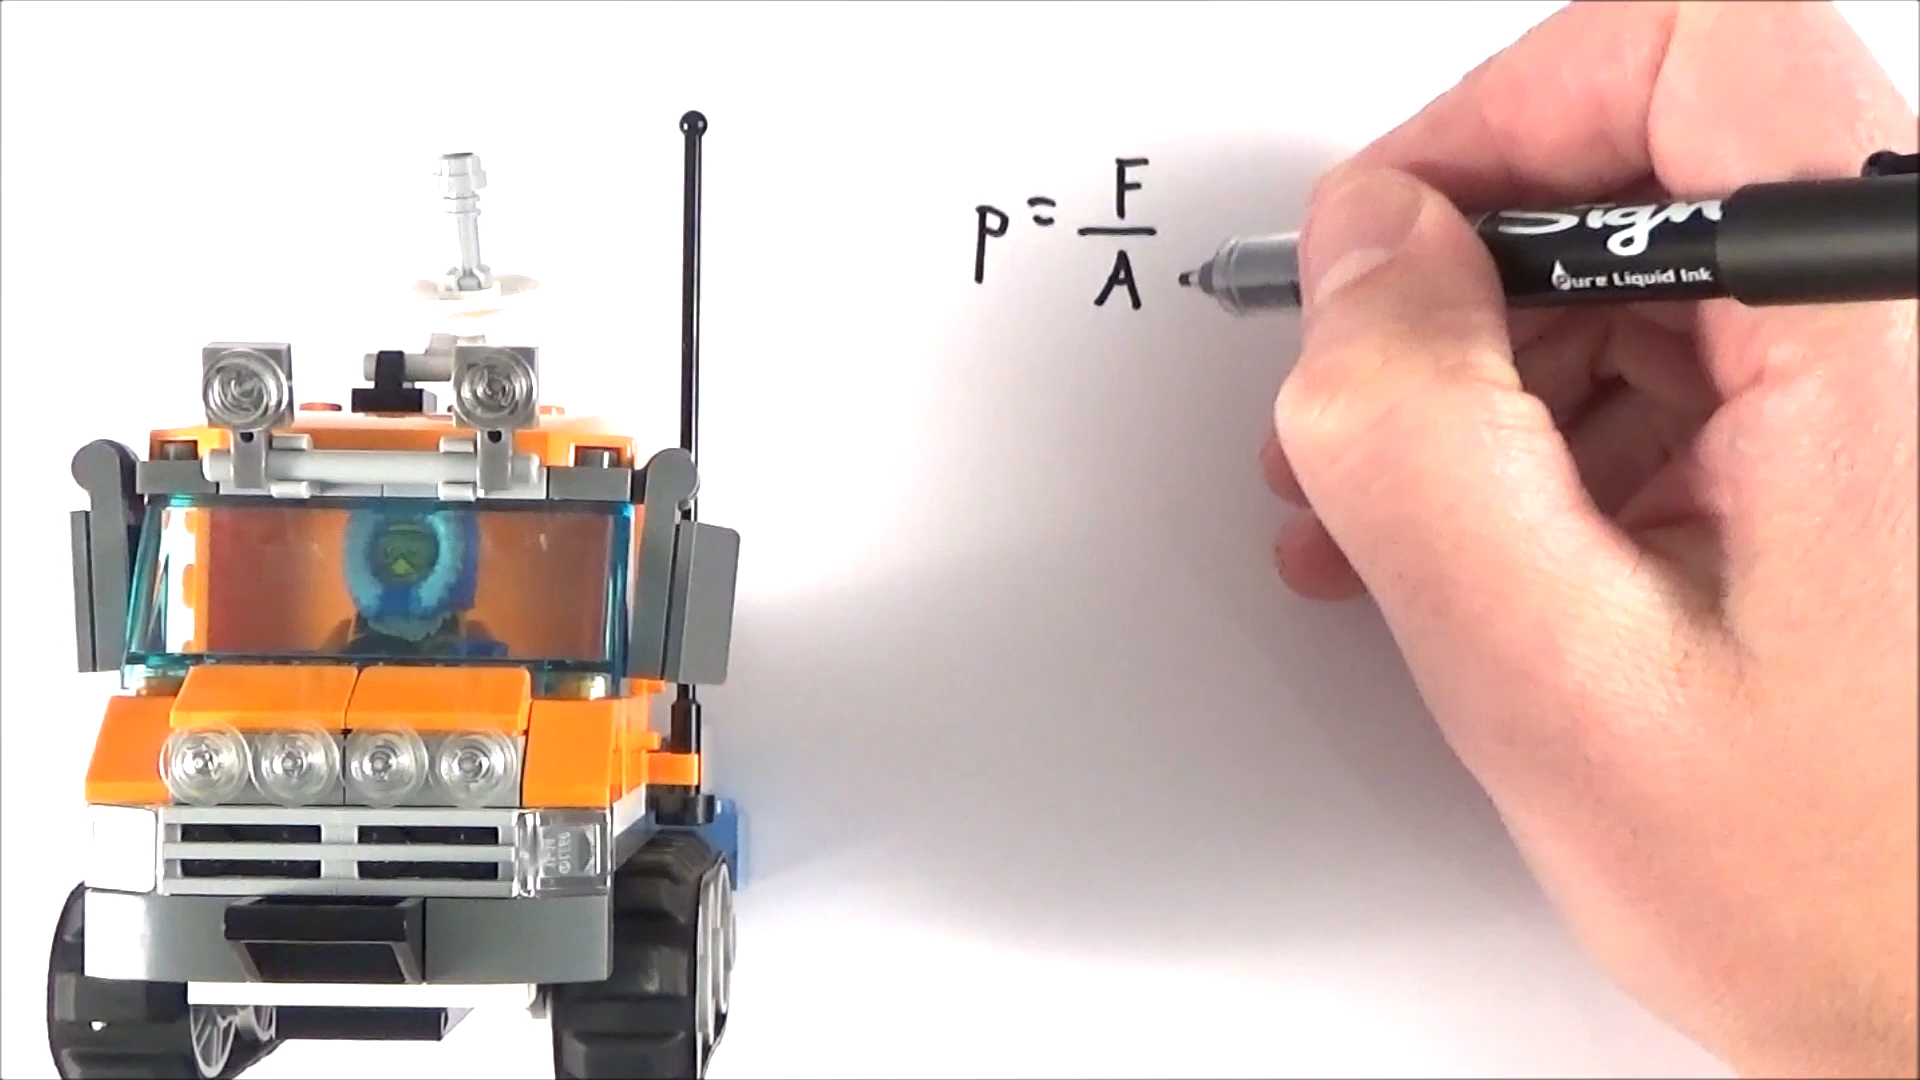 p = F/A
Sign
Pure Liquid Ink